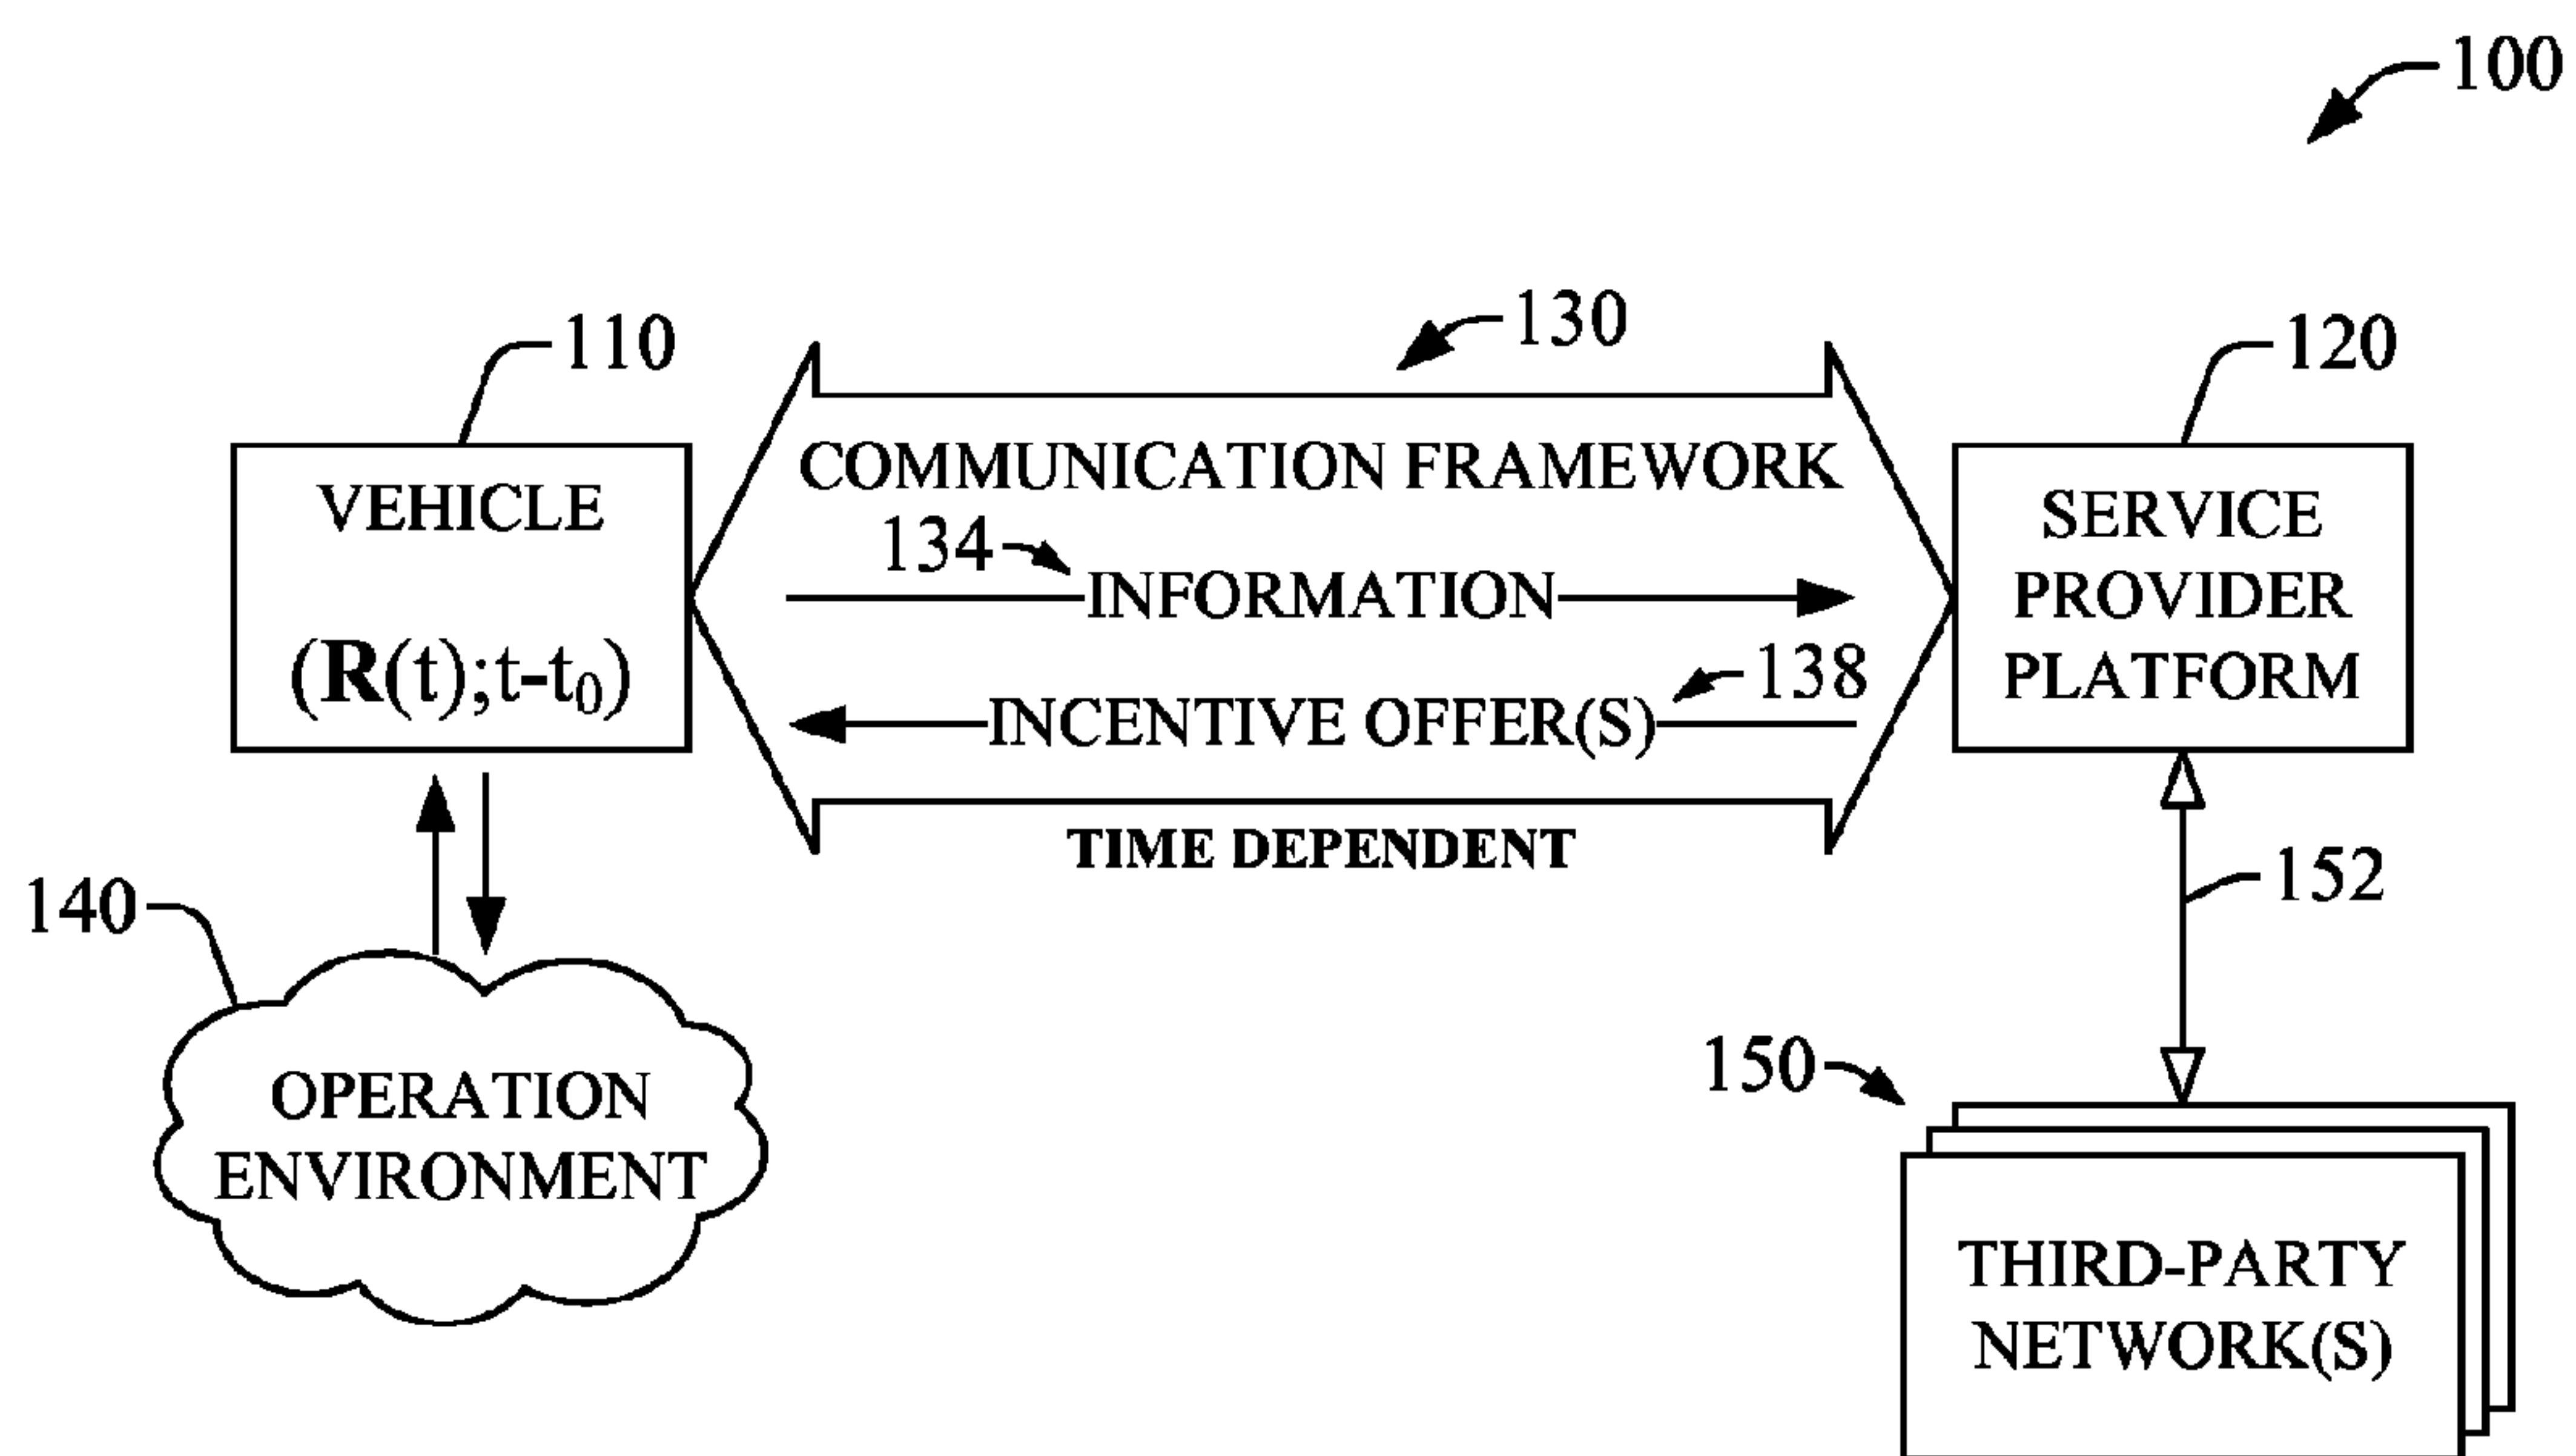 100
130
110
120
COMMUNICATION FRAMEWORK
VEHICLE
(R(t);t-t₀)
134
INFORMATION
138
INCENTIVE OFFER(S)
TIME DEPENDENT
SERVICE
PROVIDER
PLATFORM
152
140
OPERATION
ENVIRONMENT
150
THIRD-PARTY
NETWORK(S)